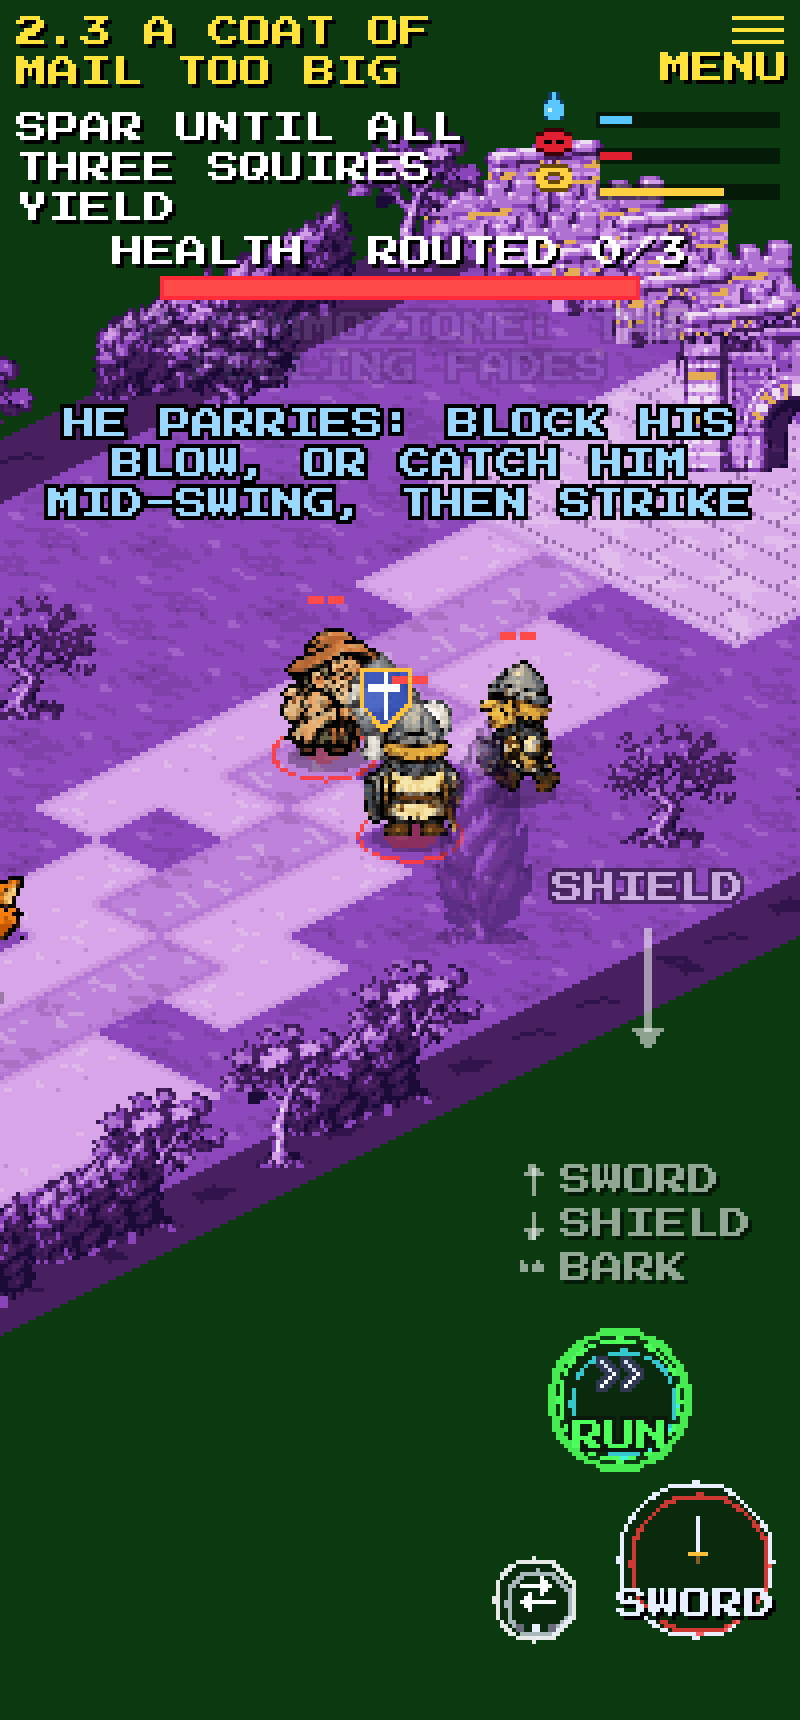 2.3 A COAT OF
MAIL TOO BIG
MENU
SPAR UNTIL ALL
THREE SQUIRES
YIELD
HEALTH ROUTED 0/3
FADES
HE PARRIES: BLOCK HIS
BLOW, OR CATCH HIM
MID-SWING, THEN STRIKE
SHIELD
SWORD
SHIELD
BARK
RUN
SWORD